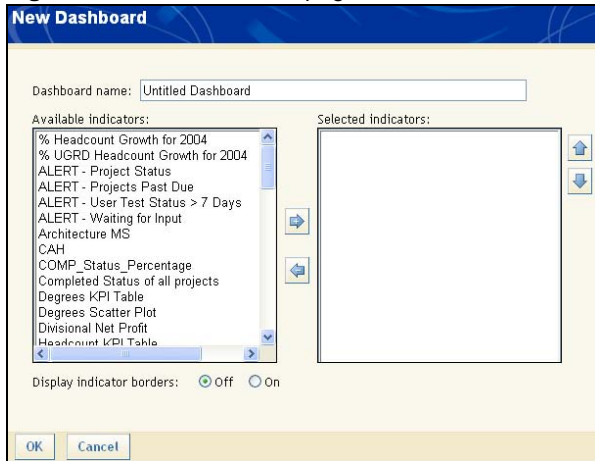 New Dashboard
Dashboard name: Untitled Dashboard
Available indicators:
% Headcount Growth for 2004
% UGRD Headcount Growth for 2004
ALERT - Project Status
ALERT - Projects Past Due
ALERT - User Test Status > 7 Days
ALERT - Waiting for Input
Architecture MS
CAH
COMP_Status_Percentage
Completed Status of all projects
Degrees KPI Table
Degrees Scatter Plot
Divisional Net Profit
Headcount KPI Table
Selected indicators:
Display indicator borders: Off On
OK Cancel